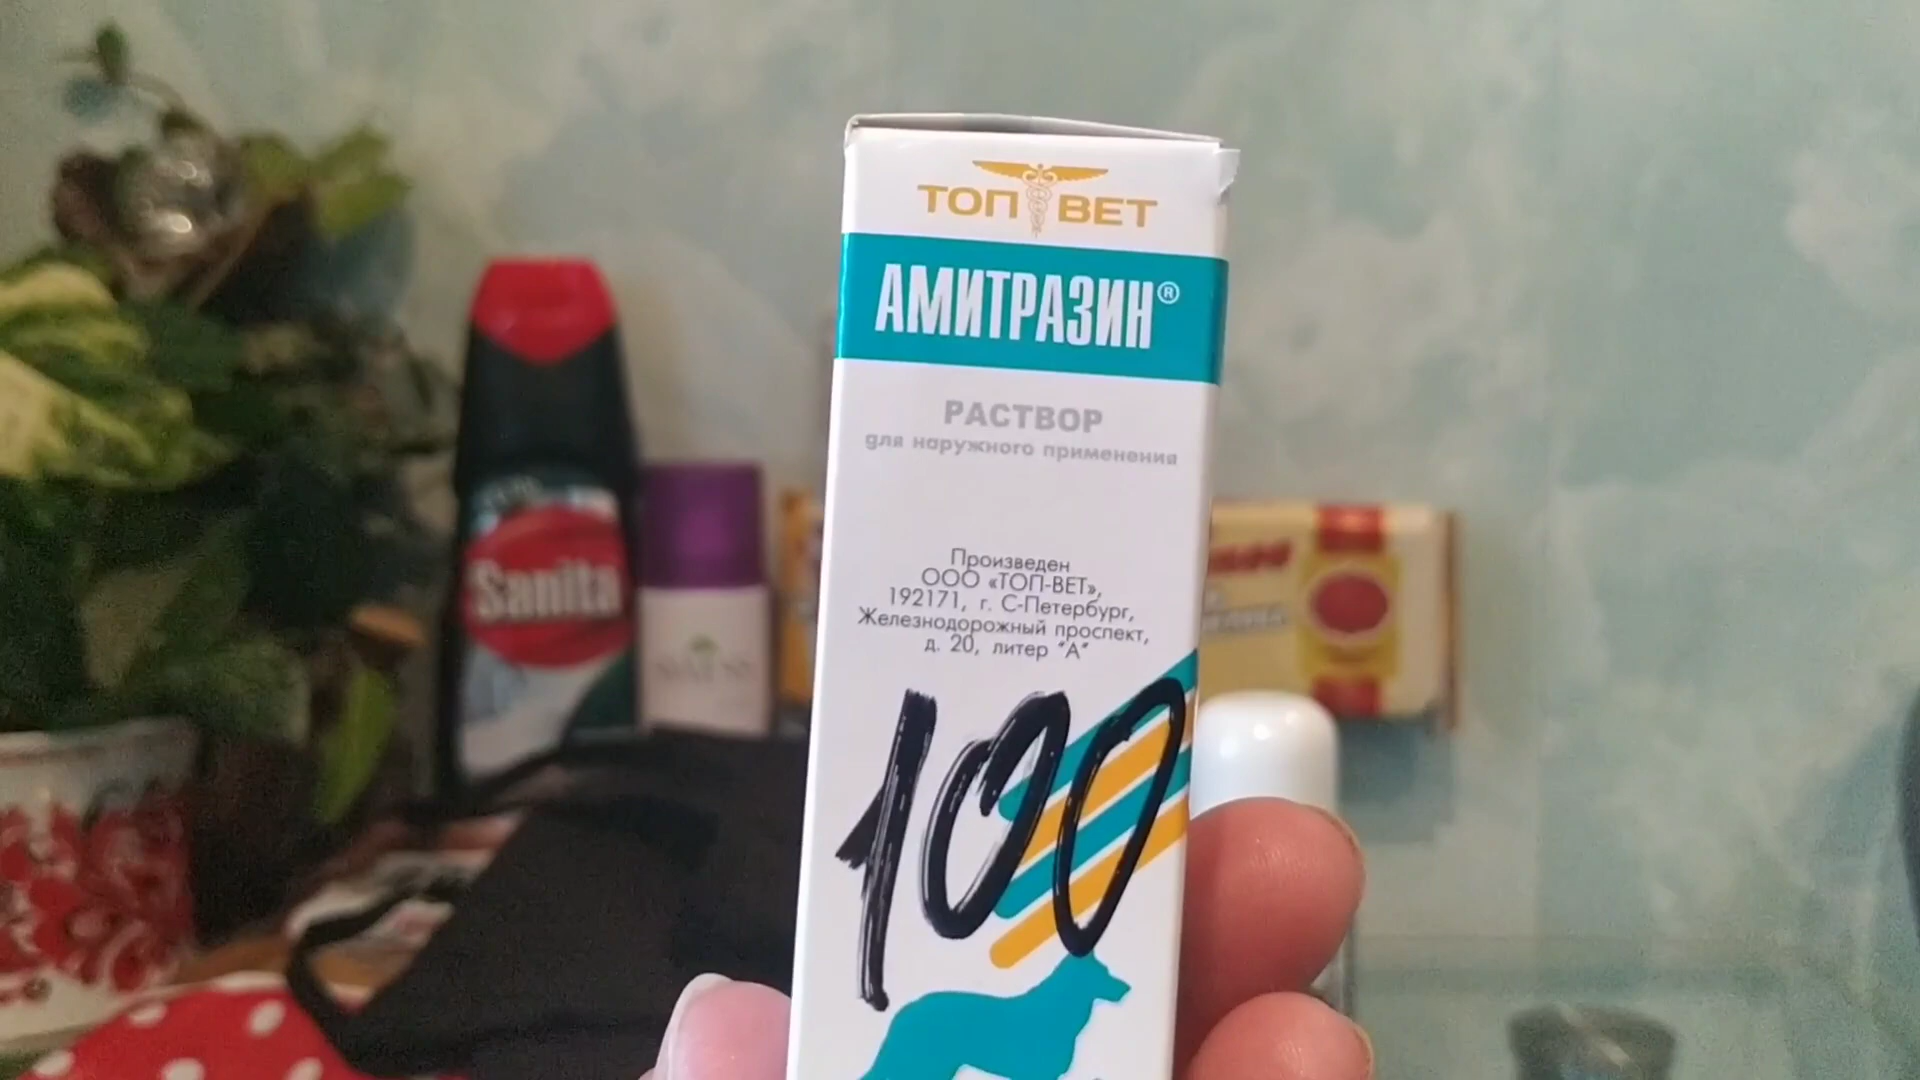 ТОП ВЕТ
АМИТРАЗИН®
РАСТВОР
для наружного применения
Произведен
ООО «ТОП-ВЕТ»,
192171, г. С-Петербург,
Железнодорожный проспект,
д. 20, литер "А"
100
Sanita